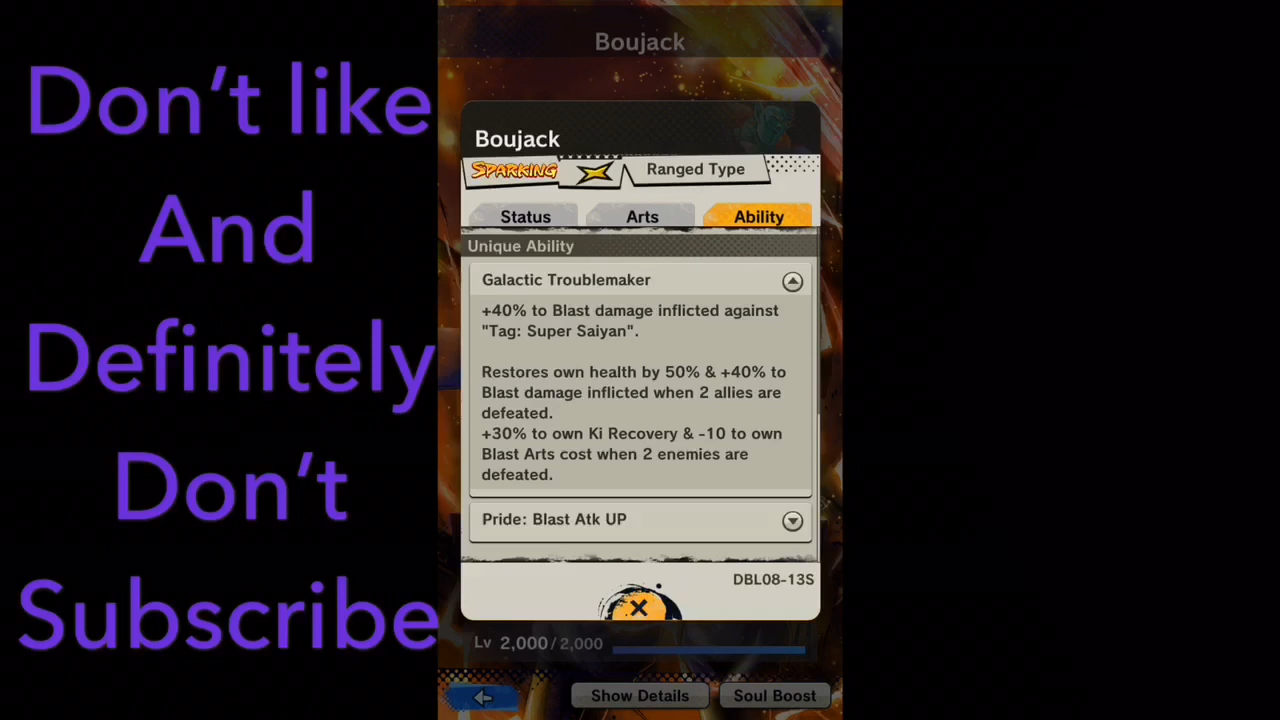 Don't like
And
Definitely
Don't
Subscribe
Boujack
Boujack
SPARKING
Ranged Type
Status
Arts
Ability
Unique Ability
Galactic Troublemaker
+40% to Blast damage inflicted against
"Tag: Super Saiyan".
Restores own health by 50% & +40% to
Blast damage inflicted when 2 allies are
defeated.
+30% to own Ki Recovery & -10 to own
Blast Arts cost when 2 enemies are
defeated.
Pride: Blast Atk UP
DBL08-13S
Lv 2,000/2,000
Show Details
Soul Boost